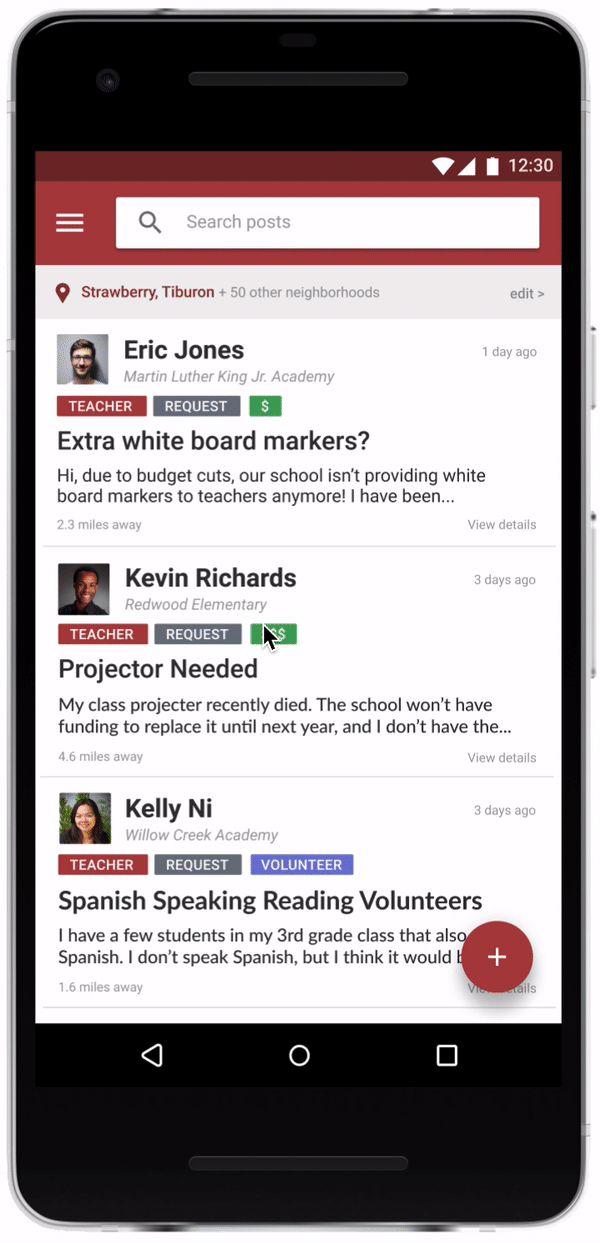 12:30
Search posts
Strawberry, Tiburon + 50 other neighborhoods edit >
Eric Jones 1 day ago
Martin Luther King Jr. Academy
TEACHER REQUEST $
Extra white board markers?
Hi, due to budget cuts, our school isn't providing white
board markers to teachers anymore! I have been...
2.3 miles away View details
Kevin Richards 3 days ago
Redwood Elementary
TEACHER REQUEST
Projector Needed
My class projecter recently died. The school won't have
funding to replace it until next year, and I don't have the...
4.6 miles away View details
Kelly Ni 3 days ago
Willow Creek Academy
TEACHER REQUEST VOLUNTEER
Spanish Speaking Reading Volunteers
I have a few students in my 3rd grade class that also
Spanish. I don't speak Spanish, but I think it would
1.6 miles away
+